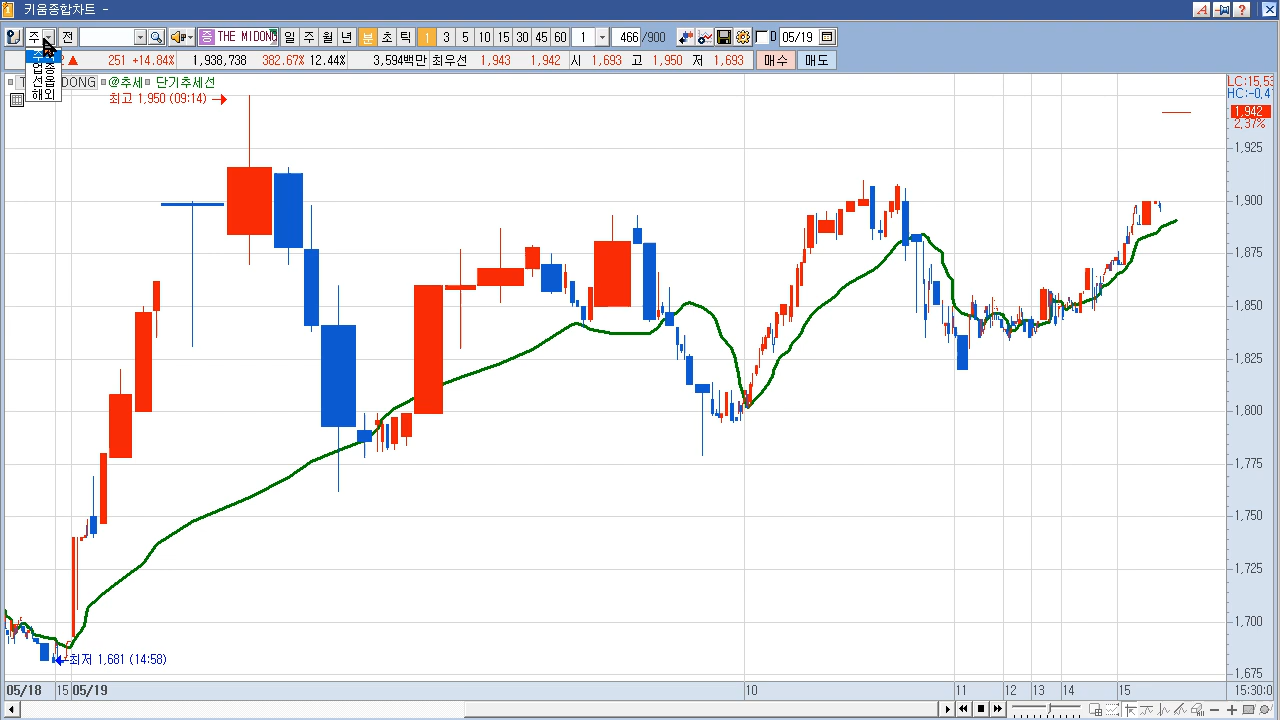 키움종합차트 -
주 전 증 THE MIDONG 일 주 월 년 분 초 틱 1 3 5 10 15 30 45 60 1 466 /900 D 05/19
▲ 251 +14.84% 1,938,738 382.67% 12.44% 3,594백만 최우선 1,943 1,942 시 1,693 고 1,950 저 1,693 매수 매도
업종
선물
해외
DONG @추세 단기추세선
최고 1,950 (09:14)
LC:15,53
HC:-0,41
1,942
2,37%
1,925
1,900
1,875
1,850
1,825
1,800
1,775
1,750
1,725
1,700
1,675
최저 1,681 (14:58)
05/18 15 05/19 10 11 12 13 14 15 15:30:0